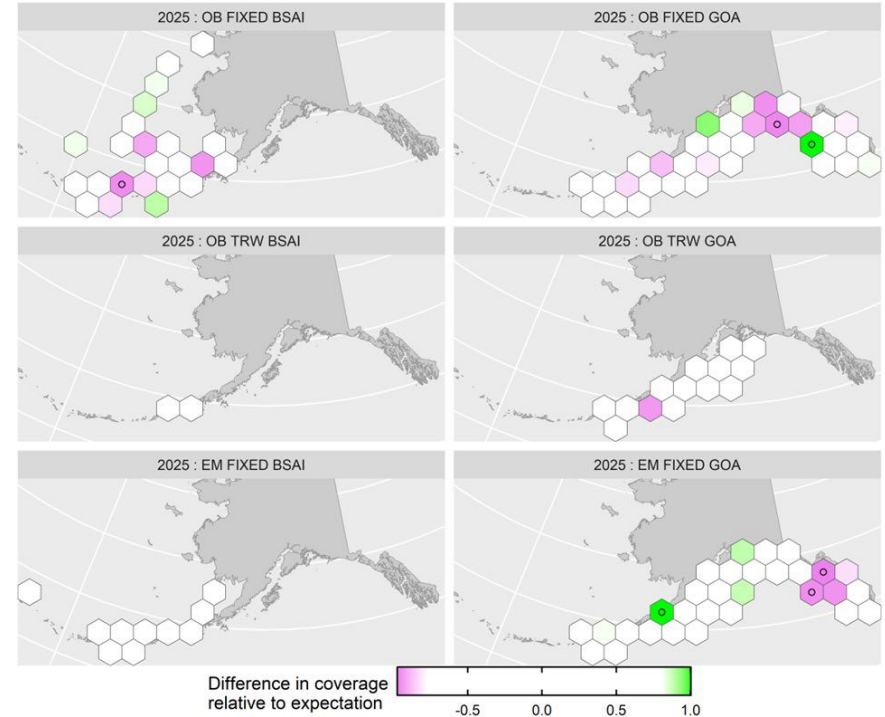 2025 : OB FIXED BSAI
2025 : OB FIXED GOA
2025 : OB TRW BSAI
2025 : OB TRW GOA
2025 : EM FIXED BSAI
2025 : EM FIXED GOA
Difference in coverage
relative to expectation
-0.5 0.0 0.5 1.0